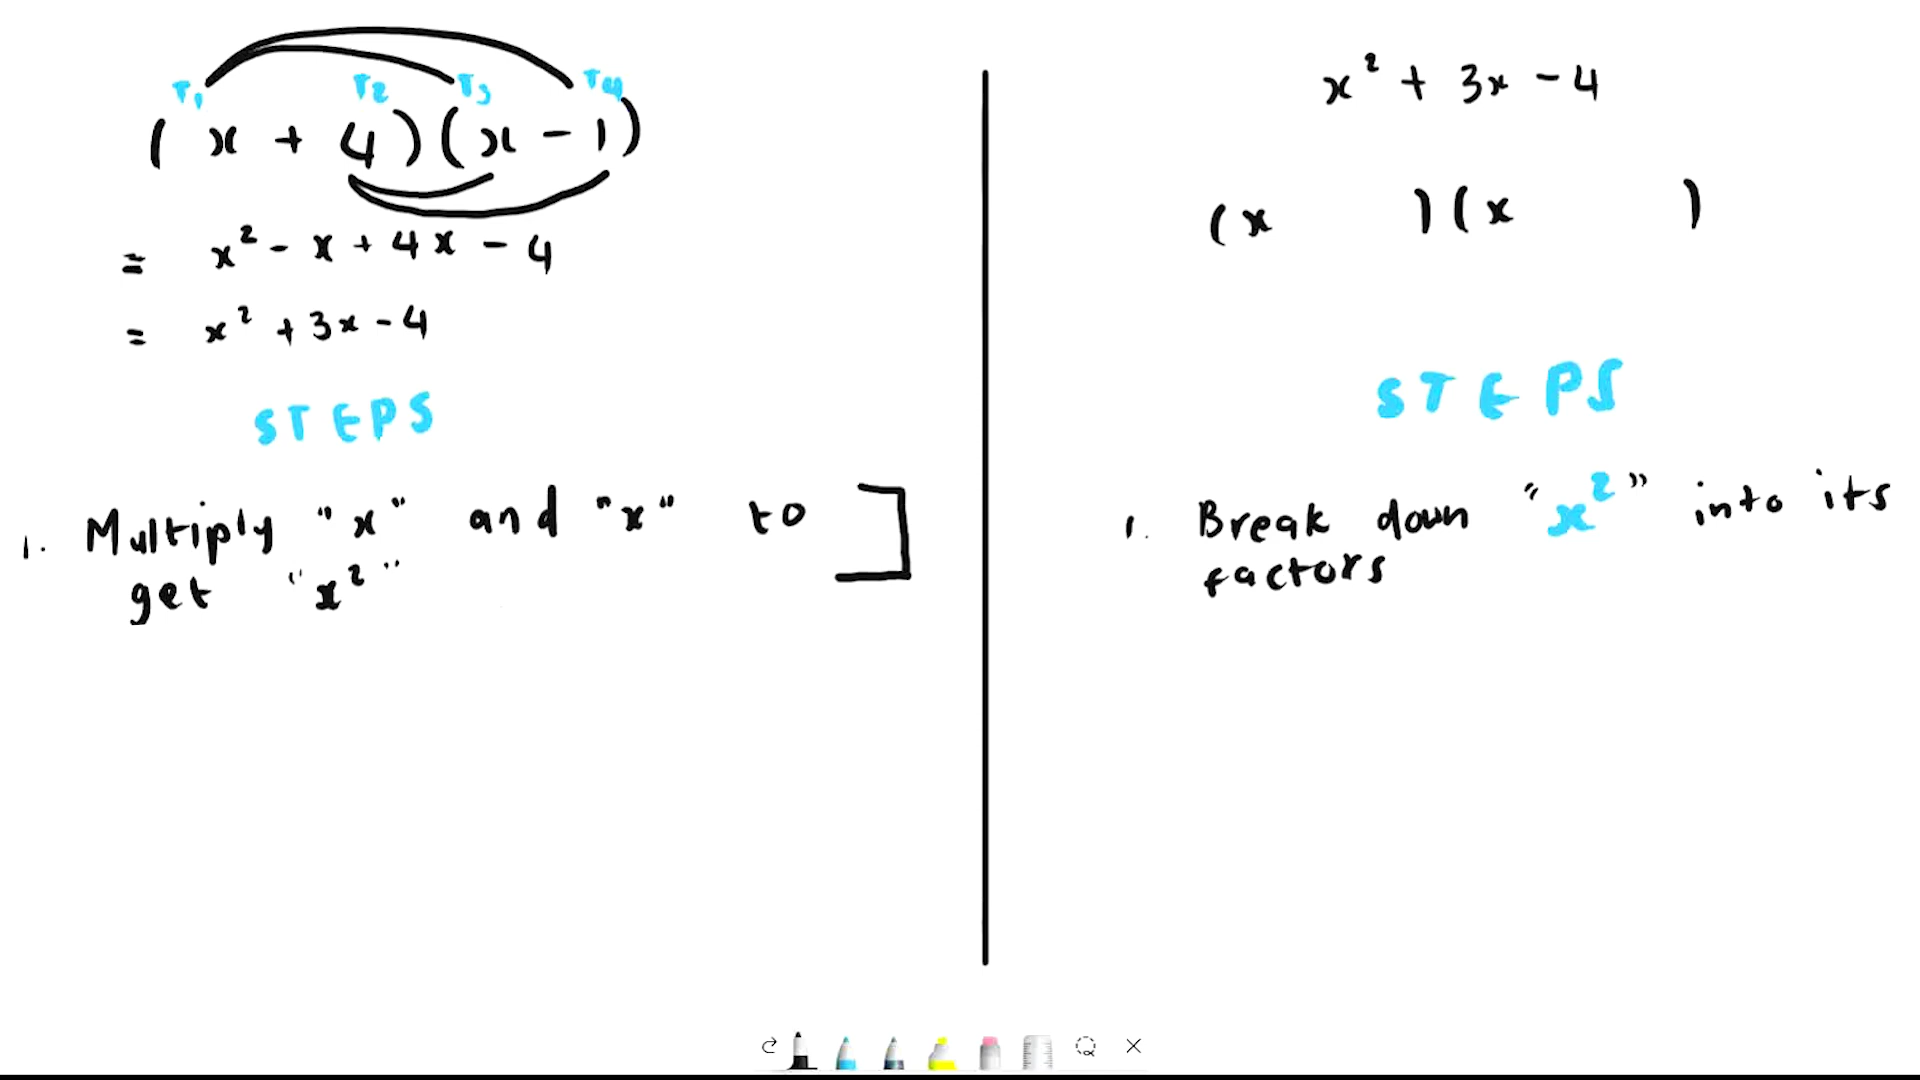 T1 T2 T3 T4
( x + 4 ) ( x - 1 )
= x² - x + 4x - 4
= x² + 3x - 4
STEPS
1. Multiply "x" and "x" to
get "x²"
x² + 3x - 4
(x ) (x )
STEPS
1. Break down "x²" into its
factors